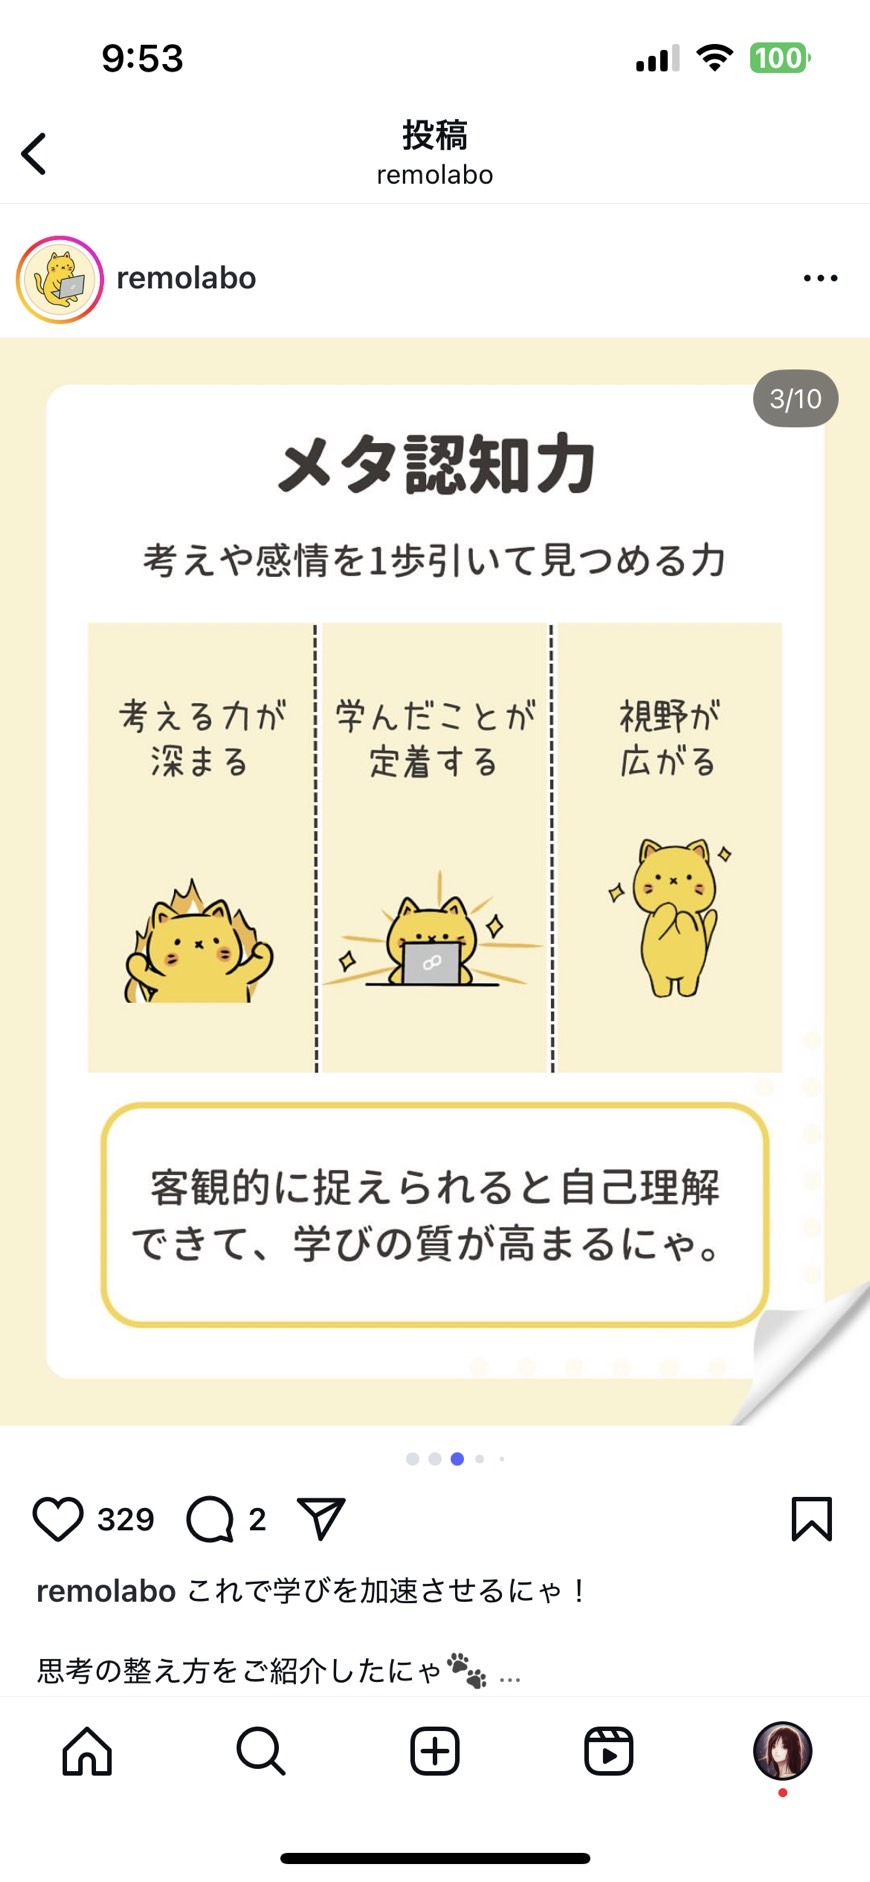 9:53
100
投稿
remolabo
remolabo
3/10
メタ認知力
考えや感情を1歩引いて見つめる力
考える力が
深まる
学んだことが
定着する
視野が
広がる
客観的に捉えられると自己理解
できて、学びの質が高まるにゃ。
329
2
remolabo これで学びを加速させるにゃ！
思考の整え方をご紹介したにゃ🐾 ...